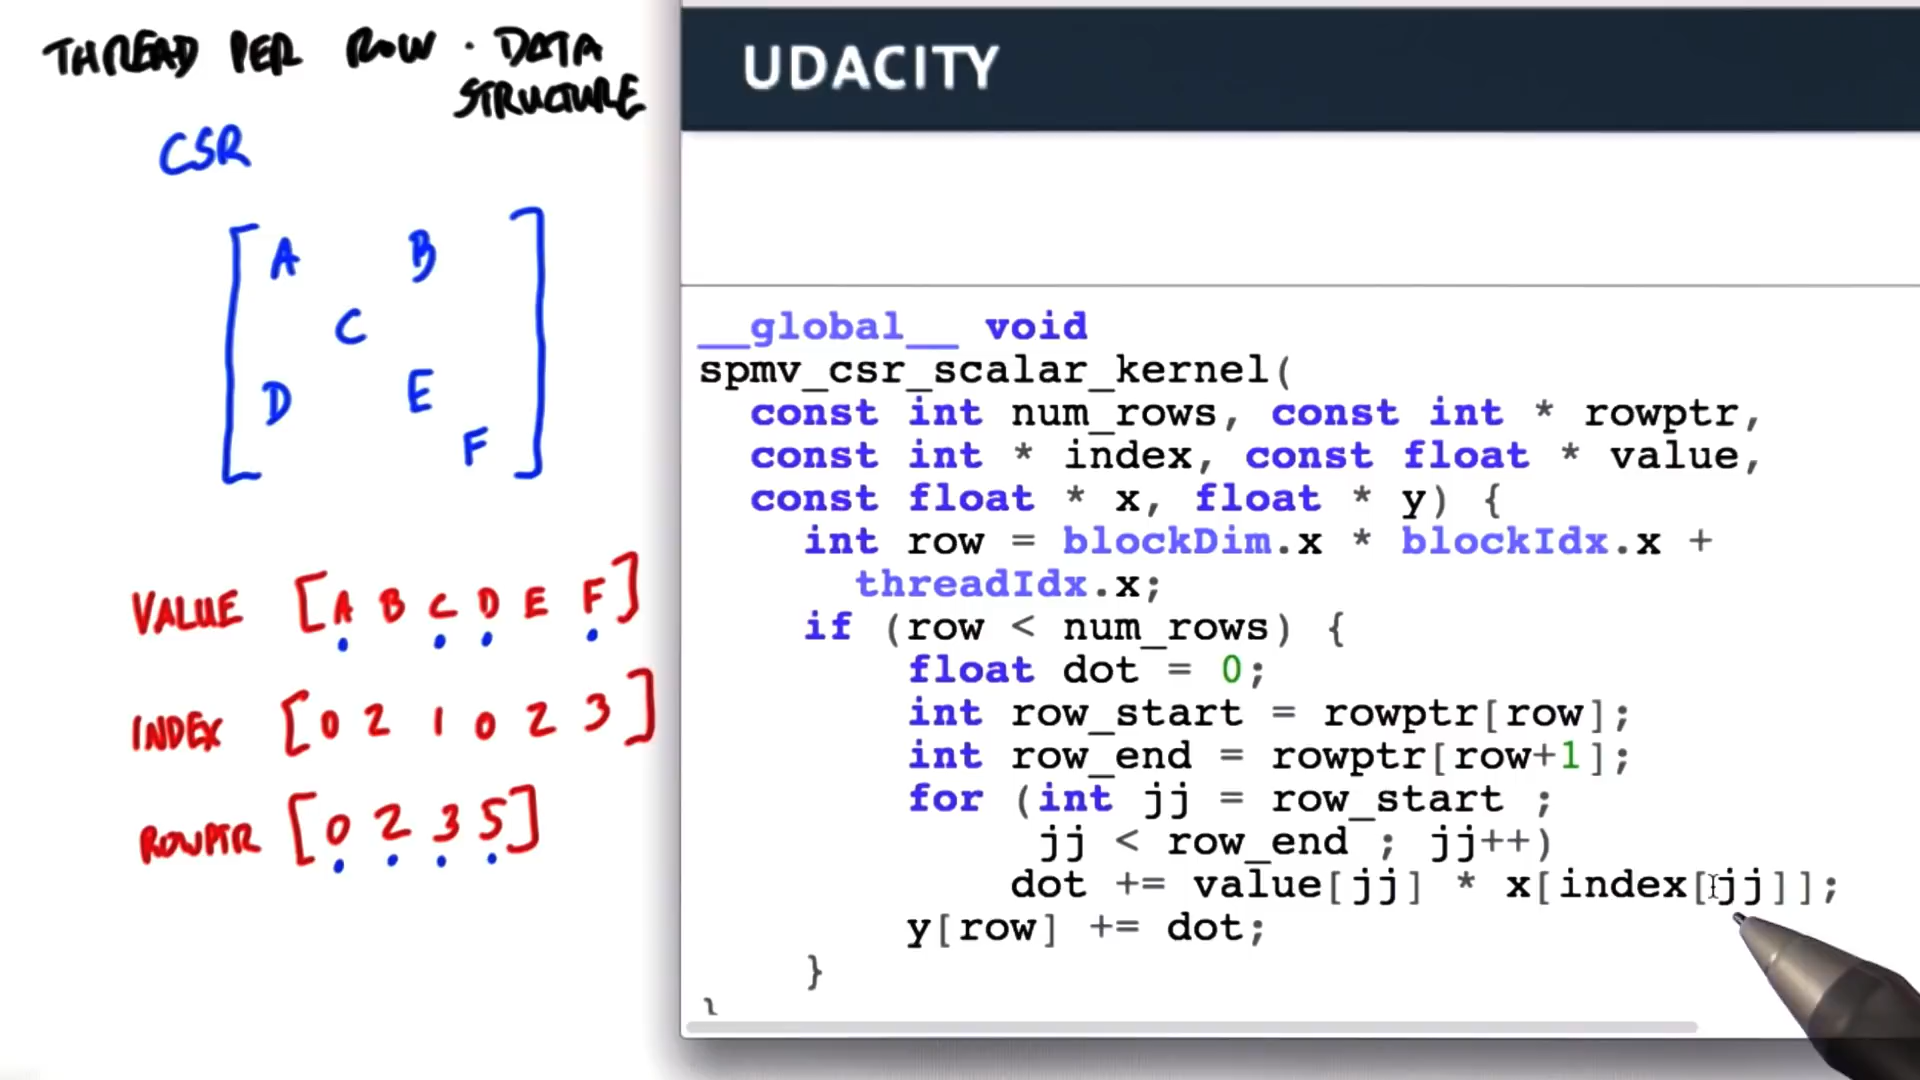 THREAD PER ROW · DATA
STRUCTURE
CSR
A B
C
D E
F
VALUE [A B C D E F]
INDEX [0 2 1 0 2 3]
ROWPTR [0 2 3 5]
UDACITY
__global__ void
spmv_csr_scalar_kernel(
const int num_rows, const int * rowptr,
const int * index, const float * value,
const float * x, float * y) {
int row = blockDim.x * blockIdx.x +
threadIdx.x;
if (row < num_rows) {
float dot = 0;
int row_start = rowptr[row];
int row_end = rowptr[row+1];
for (int jj = row_start ;
jj < row_end ; jj++)
dot += value[jj] * x[index[jj]];
y[row] += dot;
}
}